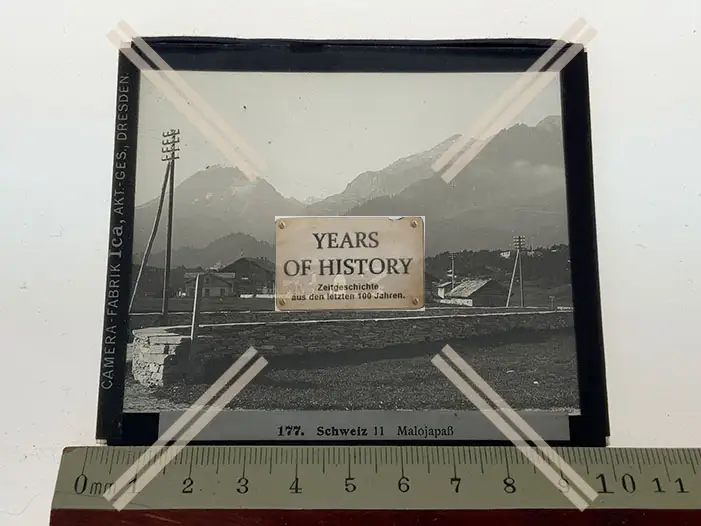 CAMERA-FABRIK Ica, AKT.-GES., DRESDEN.
YEARS
OF HISTORY
Zeitgeschichte
aus den letzten 100 Jahren.
177. Schweiz 11 Malojapaß
0mm 1 2 3 4 5 6 7 8 9 10 11